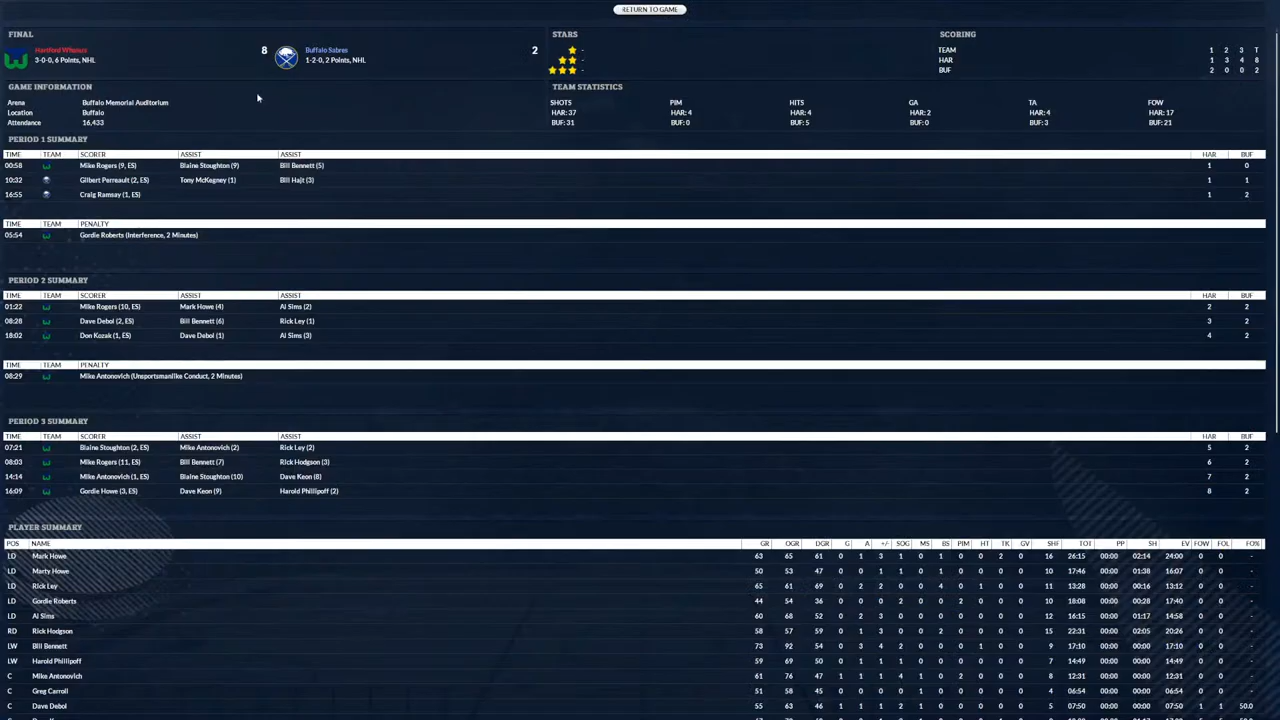 RETURN TO GAME
FINAL
Hartford Whalers 8
3-0-0, 6 Points, NHL
Buffalo Sabres 2
1-2-0, 2 Points, NHL
STARS
-
-
-
SCORING
TEAM 1 2 3 T
HAR 1 3 4 8
BUF 2 0 0 2
GAME INFORMATION
Arena Buffalo Memorial Auditorium
Location Buffalo
Attendance 16,433
TEAM STATISTICS
SHOTS PIM HITS GA TA FOW
HAR: 37 HAR: 4 HAR: 4 HAR: 2 HAR: 4 HAR: 17
BUF: 31 BUF: 0 BUF: 5 BUF: 0 BUF: 3 BUF: 21
PERIOD 1 SUMMARY
TIME TEAM SCORER ASSIST ASSIST HAR BUF
00:58 Mike Rogers (9, ES) Blaine Stoughton (9) Bill Bennett (5) 1 0
10:32 Gilbert Perreault (2, ES) Tony McKegney (1) Bill Hajt (3) 1 1
16:55 Craig Ramsay (1, ES) 1 2
TIME TEAM PENALTY
05:54 Gordie Roberts (Interference, 2 Minutes)
PERIOD 2 SUMMARY
TIME TEAM SCORER ASSIST ASSIST HAR BUF
01:22 Mike Rogers (10, ES) Mark Howe (4) Al Sims (2) 2 2
08:28 Dave Debol (2, ES) Bill Bennett (6) Rick Ley (1) 3 2
18:02 Don Kozak (1, ES) Dave Debol (1) Al Sims (3) 4 2
TIME TEAM PENALTY
08:29 Mike Antonovich (Unsportsmanlike Conduct, 2 Minutes)
PERIOD 3 SUMMARY
TIME TEAM SCORER ASSIST ASSIST HAR BUF
07:21 Blaine Stoughton (2, ES) Mike Antonovich (2) Rick Ley (2) 5 2
08:03 Mike Rogers (11, ES) Bill Bennett (7) Rick Hodgson (3) 6 2
14:14 Mike Antonovich (1, ES) Blaine Stoughton (10) Dave Keon (8) 7 2
16:09 Gordie Howe (3, ES) Dave Keon (9) Harold Phillipoff (2) 8 2
PLAYER SUMMARY
POS NAME GR OGR DGR G A +/- SOG MS BS PIM HT TK GV SHF TOT PP SH EV FOW FOL FO%
LD Mark Howe 63 65 61 0 1 3 1 0 1 0 0 2 0 16 26:15 00:00 02:14 24:00 0 0 -
LD Marty Howe 50 53 47 0 0 1 1 0 1 0 0 0 0 10 17:46 00:00 01:38 16:07 0 0 -
LD Rick Ley 65 61 69 0 2 2 0 0 4 0 1 0 0 11 13:28 00:00 00:16 13:12 0 0 -
LD Gordie Roberts 44 54 36 0 0 0 2 0 0 2 0 0 0 10 18:08 00:00 00:28 17:40 0 0 -
LD Al Sims 60 68 52 0 2 3 0 0 0 0 0 0 0 12 16:15 00:00 01:17 14:58 0 0 -
RD Rick Hodgson 58 57 59 0 1 3 0 0 2 0 0 0 0 15 22:31 00:00 02:05 20:26 0 0 -
LW Bill Bennett 73 92 54 0 3 4 2 0 0 0 1 0 0 9 17:10 00:00 00:00 17:10 0 0 -
LW Harold Phillipoff 59 69 50 0 1 1 1 0 0 0 0 0 0 7 14:49 00:00 00:00 14:49 0 0 -
C Mike Antonovich 61 76 47 1 1 1 4 1 0 2 0 0 0 8 12:31 00:00 00:00 12:31 0 0 -
C Greg Carroll 51 58 45 0 0 0 0 1 0 0 0 0 0 4 06:54 00:00 00:00 06:54 0 0 -
C Dave Debol 55 63 46 1 1 1 2 1 0 0 0 0 0 5 07:50 00:00 00:00 07:50 1 1 50.0